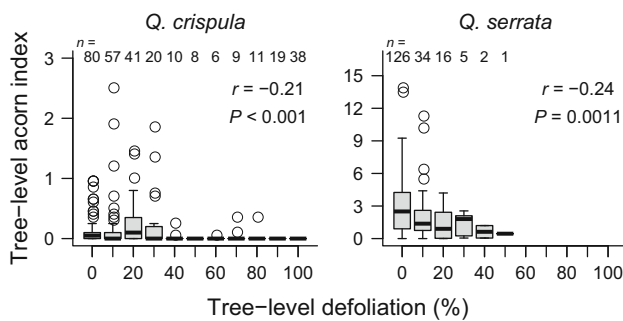 Q. crispula
Q. serrata
n =
80 57 41 20 10 8 6 9 11 19 38
n =
126 34 16 5 2 1
r = −0.21
P < 0.001
r = −0.24
P = 0.0011
Tree−level acorn index
3
2
1
0
15
12
9
6
3
0
0 20 40 60 80 100
0 20 40 60 80 100
Tree−level defoliation (%)